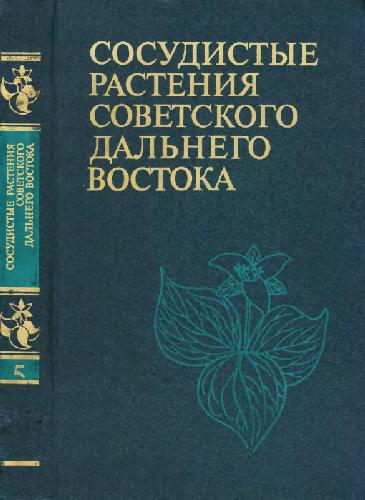 СОСУДИСТЫЕ
РАСТЕНИЯ
СОВЕТСКОГО
ДАЛЬНЕГО
ВОСТОКА
СОСУДИСТЫЕ РАСТЕНИЯ
СОВЕТСКОГО
ДАЛЬНЕГО ВОСТОКА
5